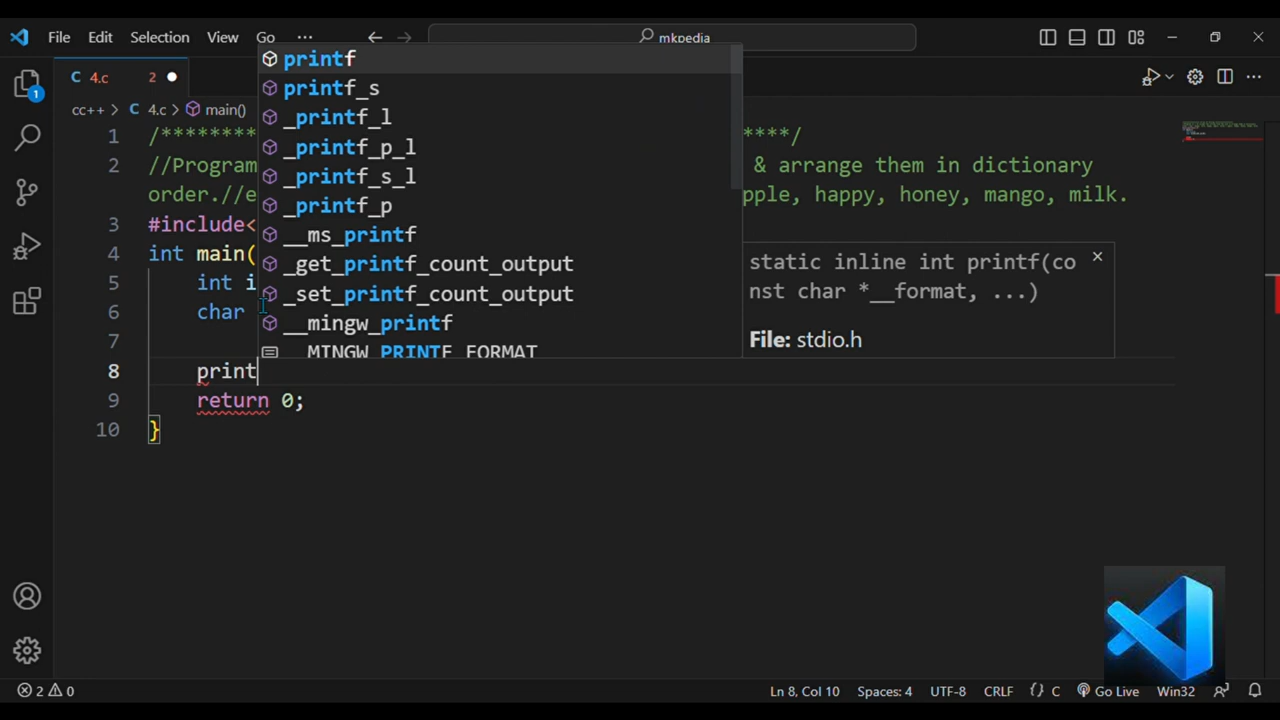 File Edit Selection View Go ··· ← → mkpedia
C 4.c 2 ●
cc++ > C 4.c > main()
1 /********* ****/
2 //Program & arrange them in dictionary
order.//e pple, happy, honey, mango, milk.
3 #include<
4 int main(
5 int i
6 char
7
8 print
9 return 0;
10 }
printf
printf_s
_printf_l
_printf_p_l
_printf_s_l
_printf_p
__ms_printf
_get_printf_count_output
_set_printf_count_output
__mingw_printf
__MINGW_PRINTF_FORMAT
static inline int printf(co
nst char *__format, ...)
File: stdio.h
1
2 0 Ln 8, Col 10 Spaces: 4 UTF-8 CRLF {} C Go Live Win32